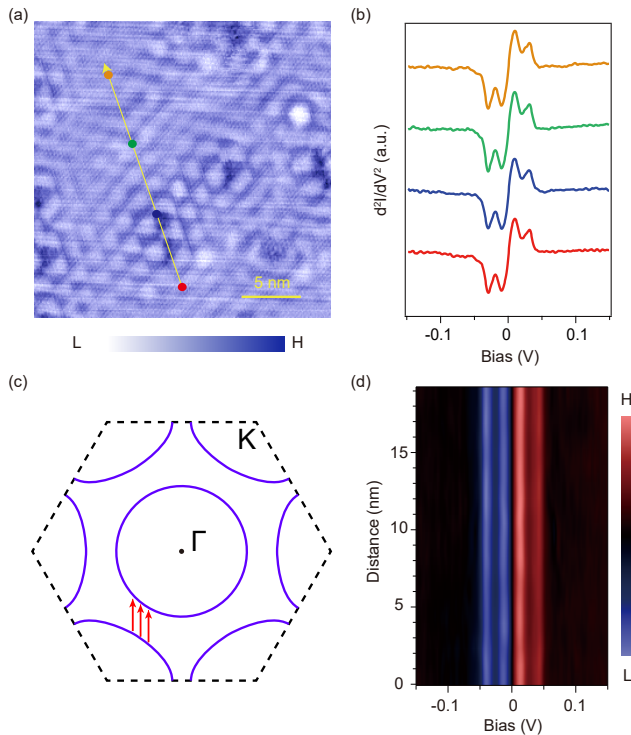 (a)
5 nm
L
H
(b)
d²I/dV² (a.u.)
-0.1
0
0.1
Bias (V)
(c)
K
Γ
(d)
Distance (nm)
15
10
5
0
-0.1
0
0.1
Bias (V)
H
L